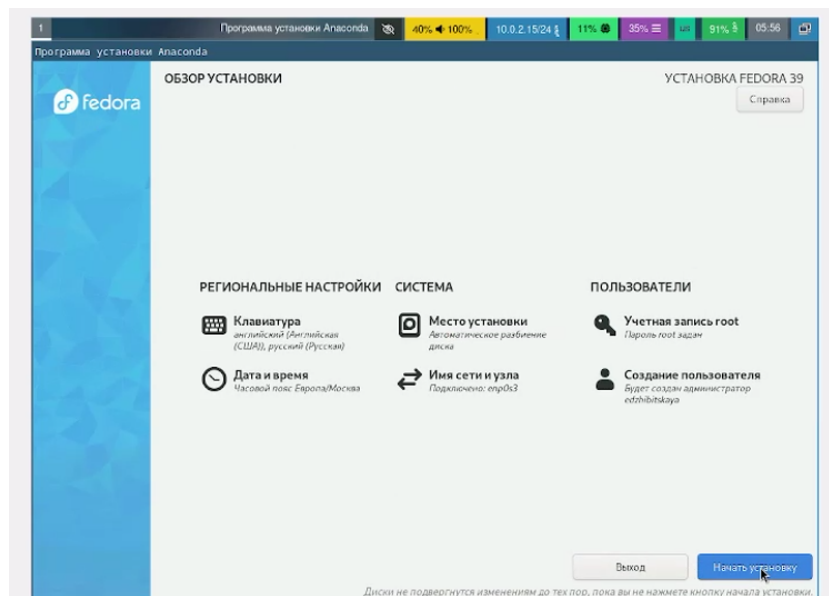 1 Программа установки Anaconda 40% 100% 10.0.2.15/24 11% 35% us 91% 05:56
Программа установки Anaconda
fedora
ОБЗОР УСТАНОВКИ
УСТАНОВКА FEDORA 39
Справка
РЕГИОНАЛЬНЫЕ НАСТРОЙКИ
Клавиатура
английский (Английская
(США)), русский (Русская)
Дата и время
Часовой пояс Европа/Москва
СИСТЕМА
Место установки
Автоматическое разбиение
диска
Имя сети и узла
Подключено: enp0s3
ПОЛЬЗОВАТЕЛИ
Учетная запись root
Пароль root задан
Создание пользователя
Будет создан администратор
edzhibitskaya
Выход
Начать установку
Диски не подвергнутся изменениям до тех пор, пока вы не нажмете кнопку начала установки.